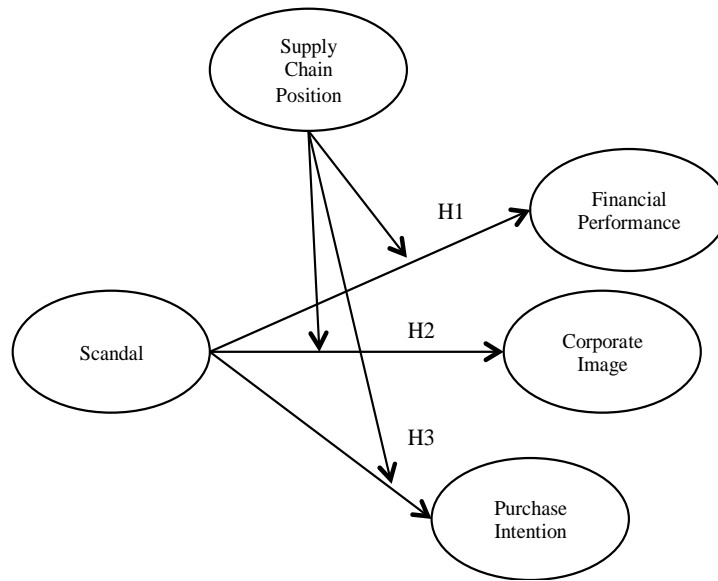 Supply
Chain
Position
H1
Financial
Performance
Scandal
H2
Corporate
Image
H3
Purchase
Intention